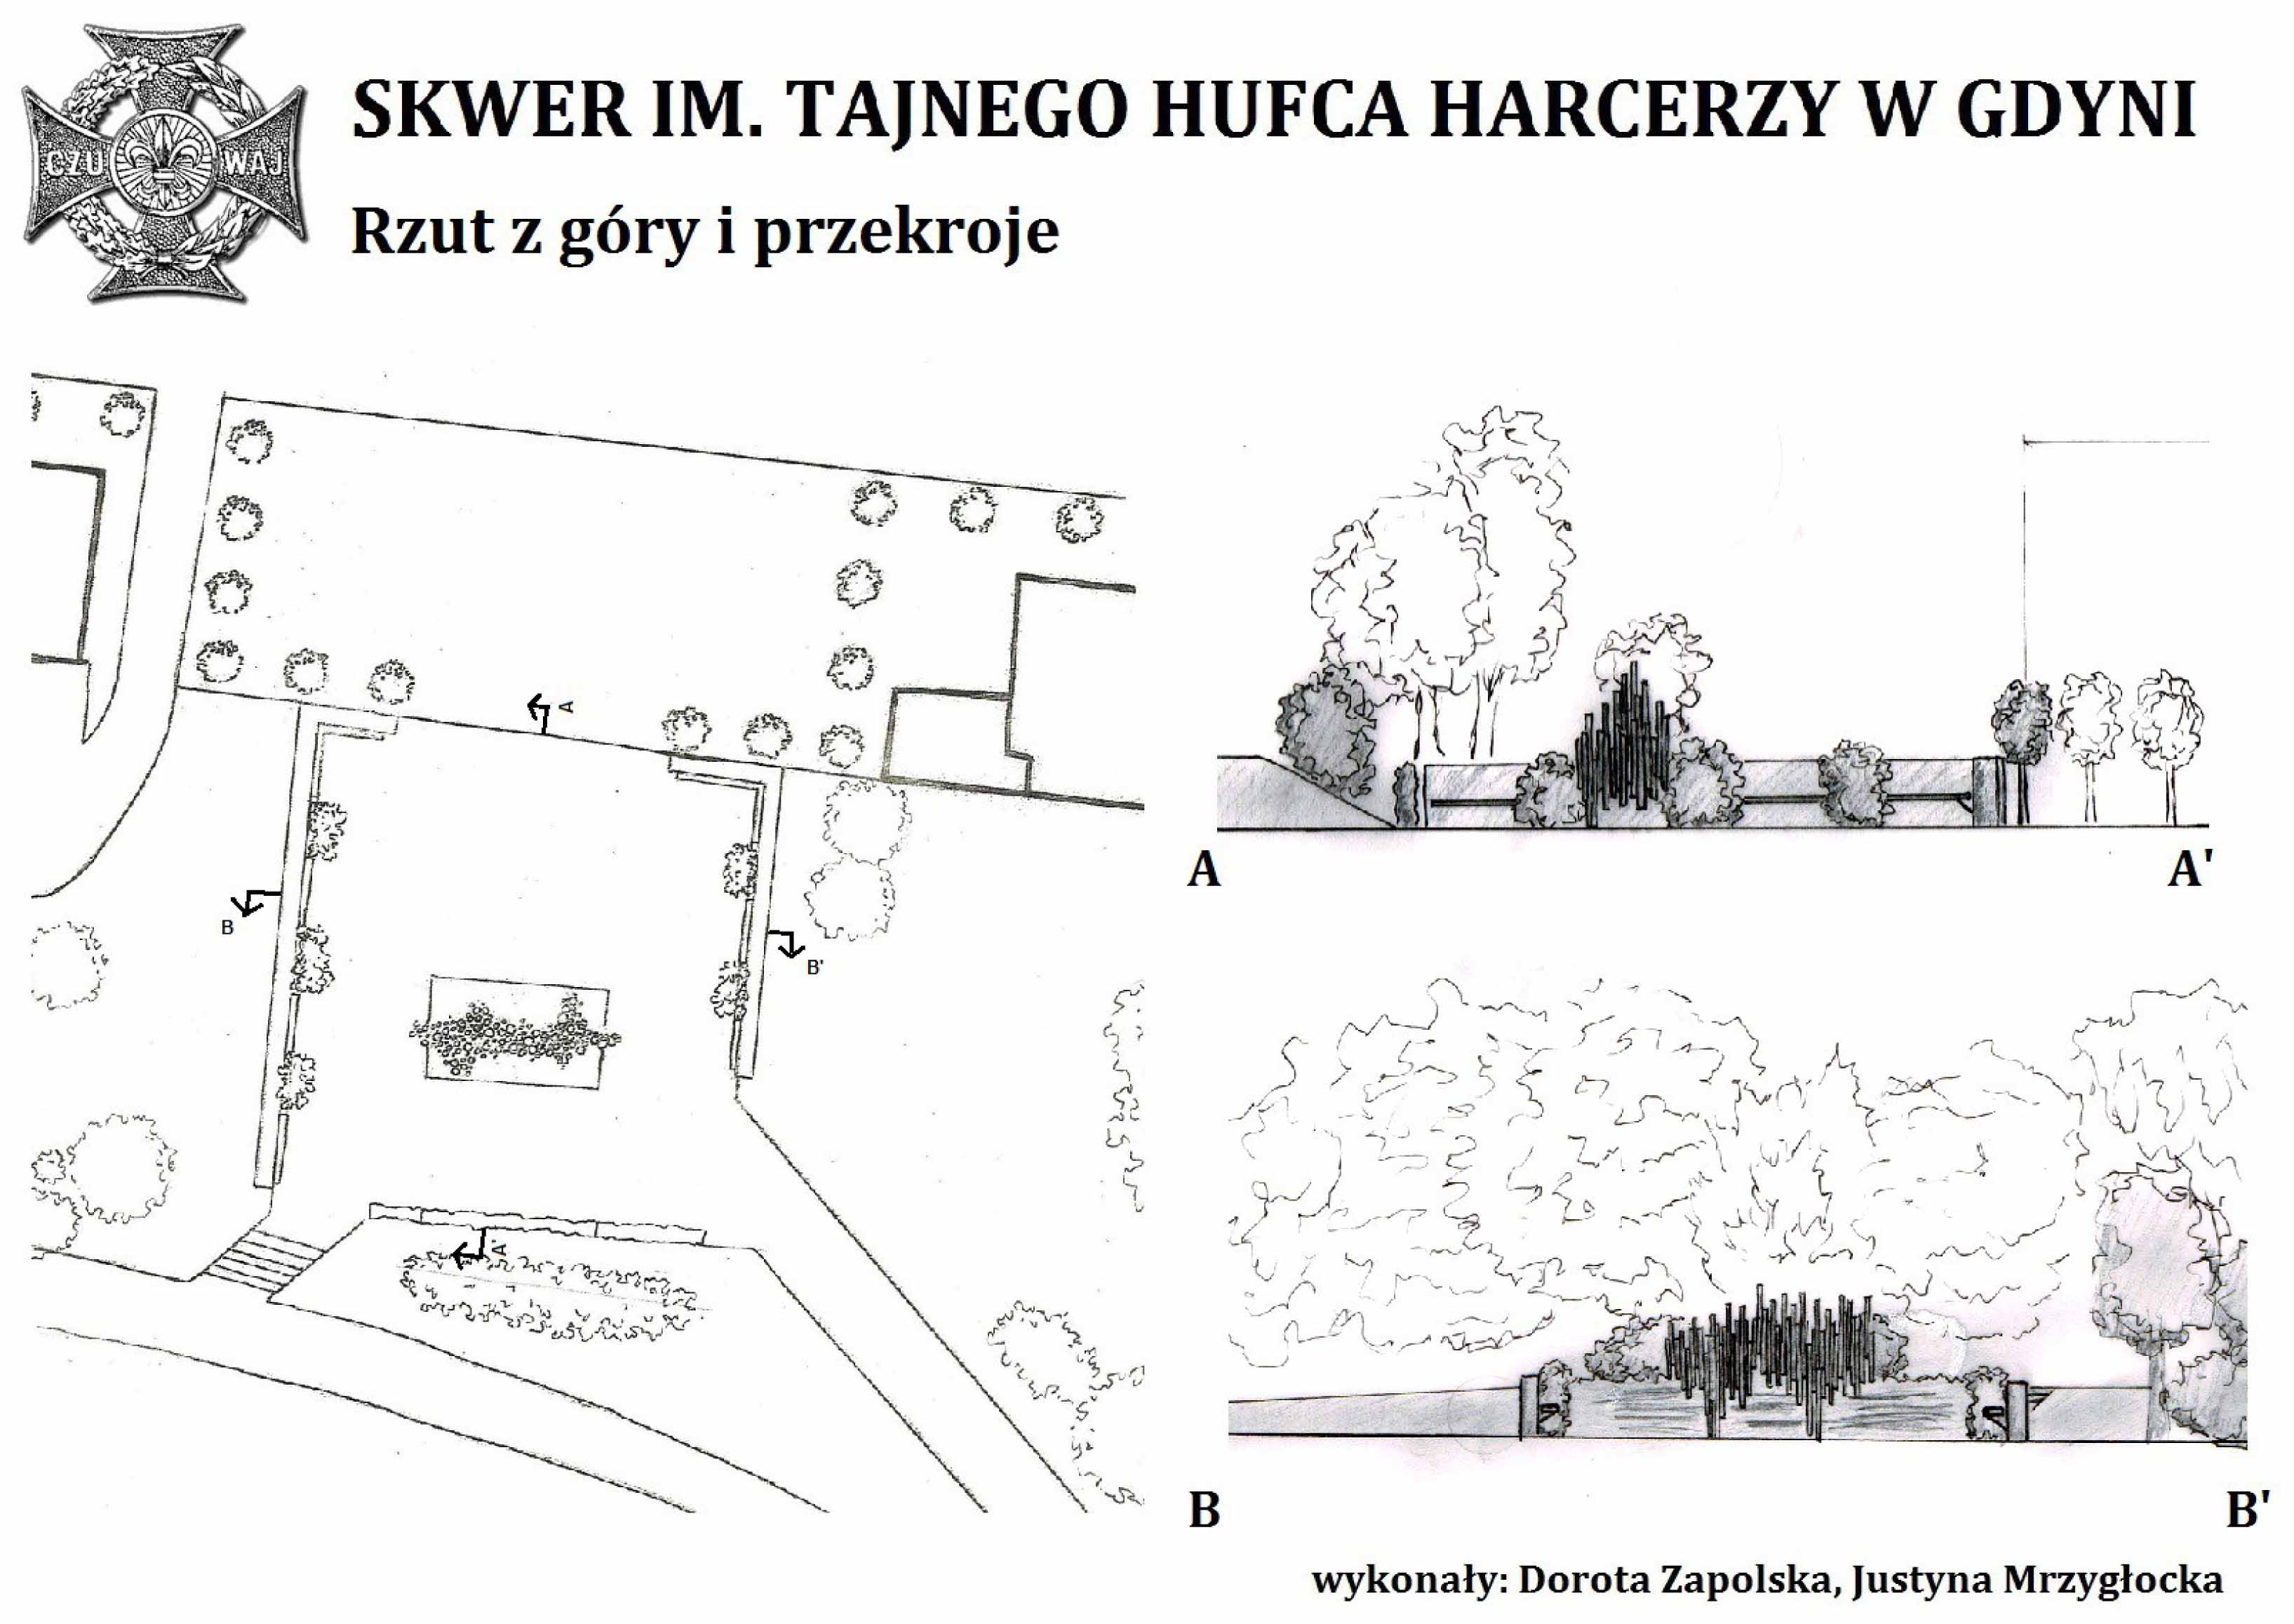 SKWER IM. TAJNEGO HUFCA HARCERZY W GDYNI
CZU WAJ
Rzut z góry i przekroje
A
B
B'
A'
A
A'
B
B'
wykonały: Dorota Zapolska, Justyna Mrzygłocka